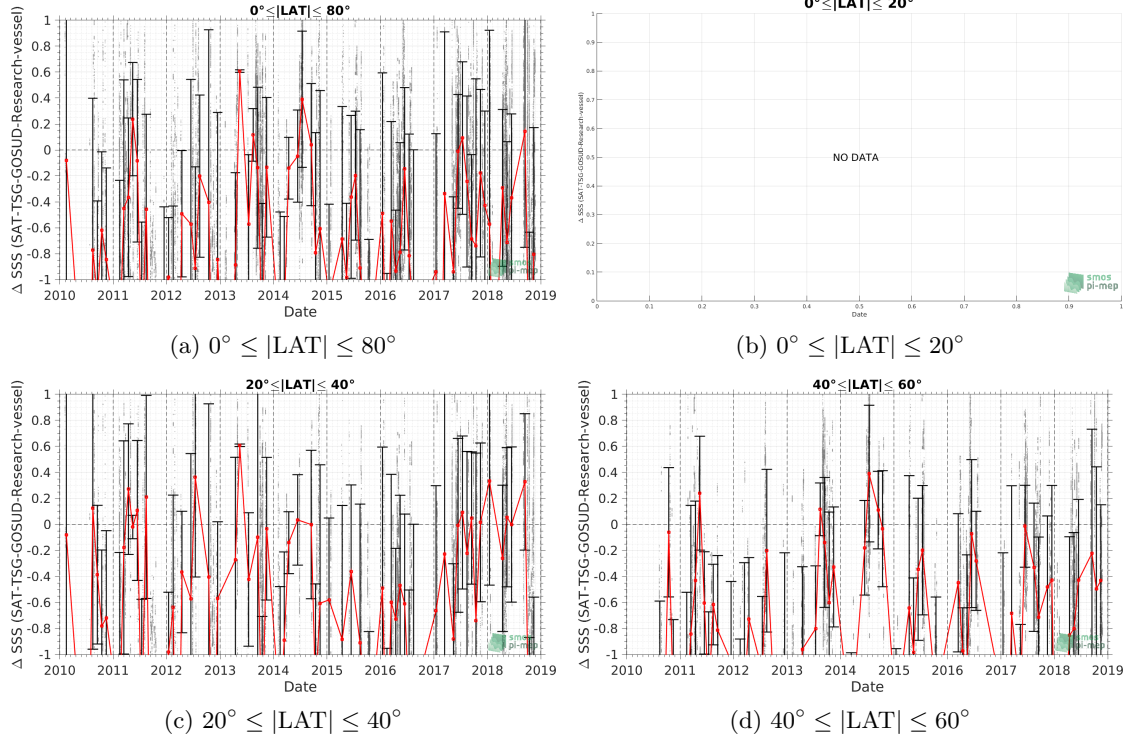 0°≤|LAT|≤ 80°
Δ SSS (SAT-TSG-GOSUD-Research-vessel)
1
0.8
0.6
0.4
0.2
0
-0.2
-0.4
-0.6
-0.8
-1
2010 2011 2012 2013 2014 2015 2016 2017 2018 2019
Date
smos
pi-mep
(a) 0° ≤ |LAT| ≤ 80°
0°≤|LAT|≤ 20°
Δ SSS (SAT-TSG-GOSUD-Research-vessel)
1
0.9
0.8
0.7
0.6
0.5
0.4
0.3
0.2
0.1
0
NO DATA
0 0.1 0.2 0.3 0.4 0.5 0.6 0.7 0.8 0.9 1
Date
smos
pi-mep
(b) 0° ≤ |LAT| ≤ 20°
20°≤|LAT|≤ 40°
Δ SSS (SAT-TSG-GOSUD-Research-vessel)
1
0.8
0.6
0.4
0.2
0
-0.2
-0.4
-0.6
-0.8
-1
2010 2011 2012 2013 2014 2015 2016 2017 2018 2019
Date
smos
pi-mep
(c) 20° ≤ |LAT| ≤ 40°
40°≤|LAT|≤ 60°
Δ SSS (SAT-TSG-GOSUD-Research-vessel)
1
0.8
0.6
0.4
0.2
0
-0.2
-0.4
-0.6
-0.8
-1
2010 2011 2012 2013 2014 2015 2016 2017 2018 2019
Date
smos
pi-mep
(d) 40° ≤ |LAT| ≤ 60°